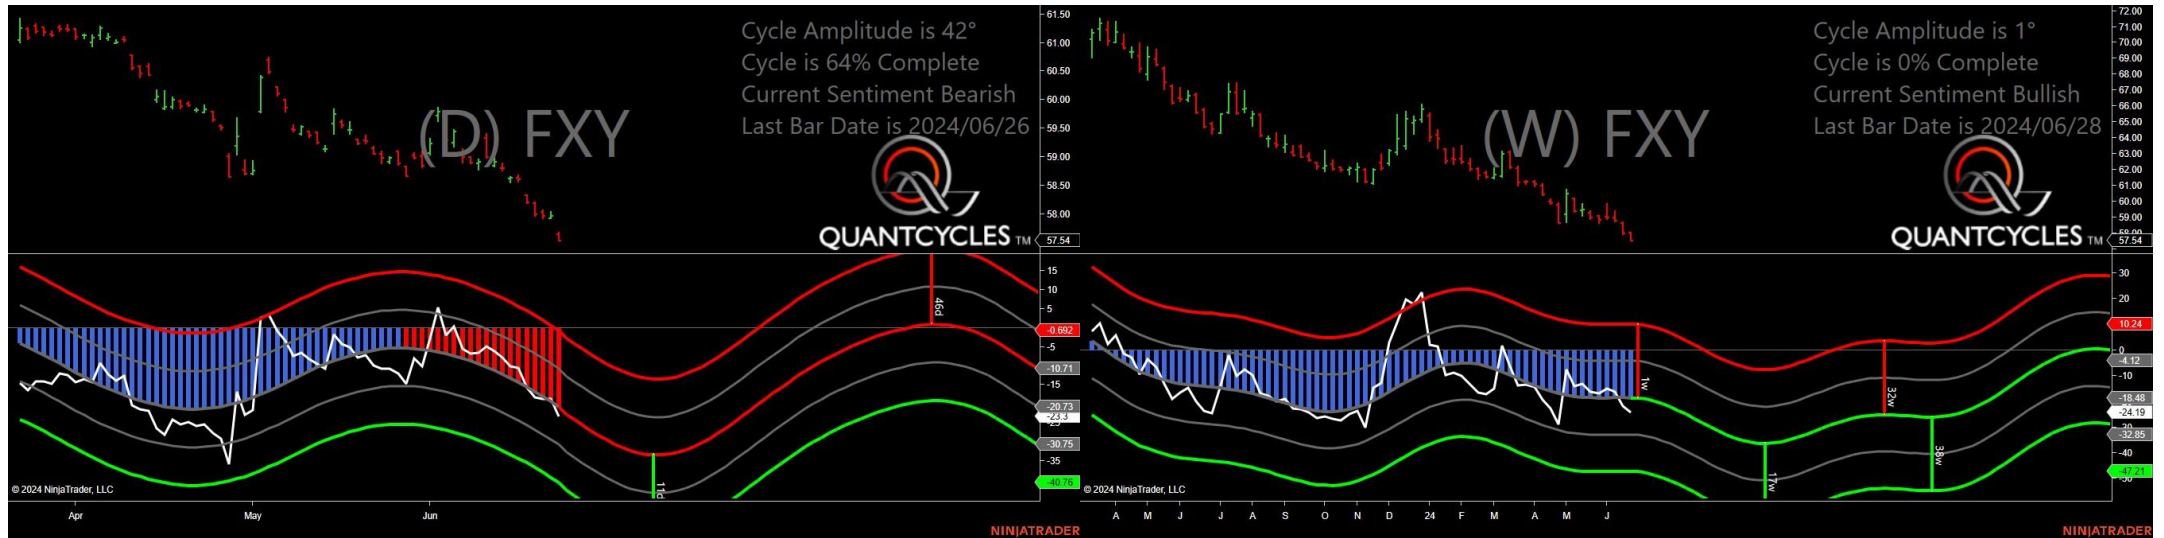 Cycle Amplitude is 42°
Cycle is 64% Complete
Current Sentiment Bearish
Last Bar Date is 2024/06/26
(D) FXY
QUANTCYCLES TM
61.50
61.00
60.50
60.00
59.50
59.00
58.50
58.00
57.54
15
10
5
-0.692
-5
-10.71
-15
-20.73
-30.75
-35
-40.76
46d
11d
© 2024 NinjaTrader, LLC
Apr
May
Jun
NINJATRADER
Cycle Amplitude is 1°
Cycle is 0% Complete
Current Sentiment Bullish
Last Bar Date is 2024/06/28
(W) FXY
QUANTCYCLES TM
72.00
71.00
70.00
69.00
68.00
67.00
66.00
65.00
64.00
63.00
62.00
61.00
60.00
59.00
57.54
30
20
10.24
0
-4.12
-10
-18.48
-24.19
-32.85
-40
-47.21
1w
17w
32w
38w
© 2024 NinjaTrader, LLC
A M J J A S O N D 24 F M A M J
NINJATRADER